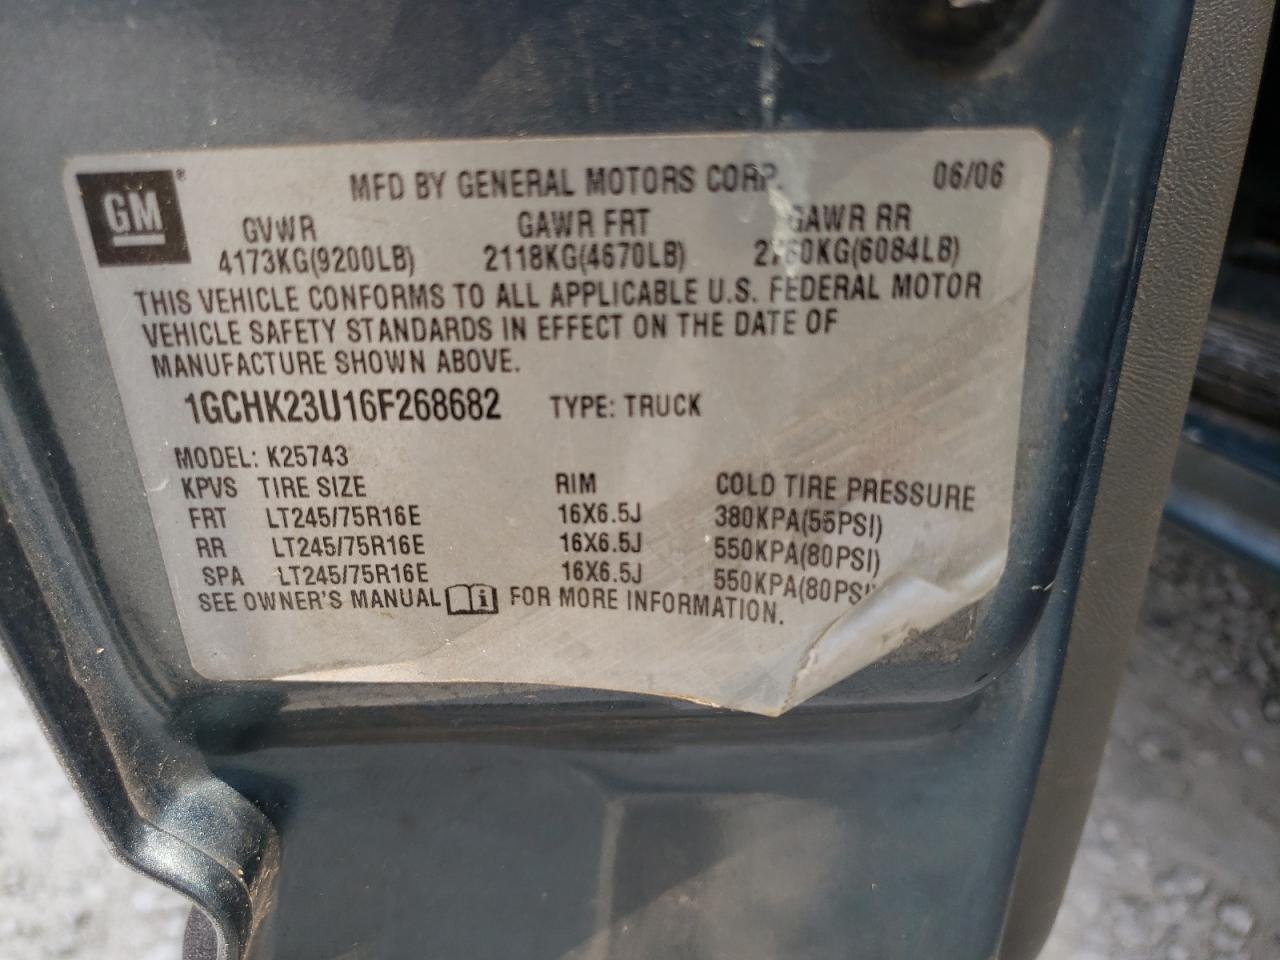 GM®
MFD BY GENERAL MOTORS CORP. 06/06
GVWR GAWR FRT GAWR RR
4173KG(9200LB) 2118KG(4670LB) 2760KG(6084LB)
THIS VEHICLE CONFORMS TO ALL APPLICABLE U.S. FEDERAL MOTOR
VEHICLE SAFETY STANDARDS IN EFFECT ON THE DATE OF
MANUFACTURE SHOWN ABOVE.
1GCHK23U16F268682 TYPE: TRUCK
MODEL: K25743
KPVS TIRE SIZE RIM COLD TIRE PRESSURE
FRT LT245/75R16E 16X6.5J 380KPA(55PSI)
RR LT245/75R16E 16X6.5J 550KPA(80PSI)
SPA LT245/75R16E 16X6.5J 550KPA(80PSI
SEE OWNER'S MANUAL i FOR MORE INFORMATION.